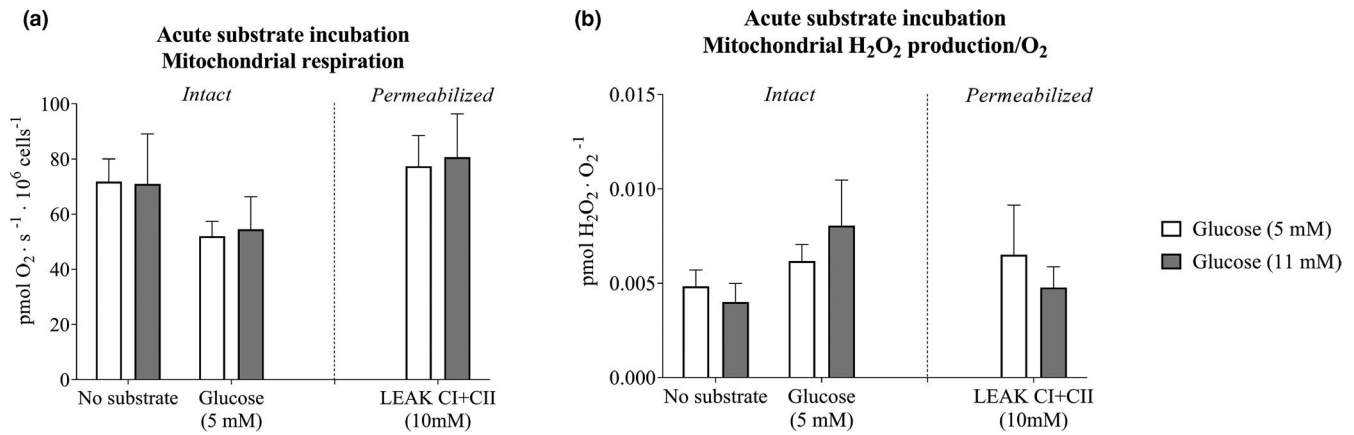 (a)
Acute substrate incubation
Mitochondrial respiration
Intact
Permeabilized
pmol O₂ · s⁻¹ · 10⁶ cells⁻¹
100
80
60
40
20
0
No substrate
Glucose
(5 mM)
LEAK CI+CII
(10mM)
(b)
Acute substrate incubation
Mitochondrial H₂O₂ production/O₂
Intact
Permeabilized
pmol H₂O₂ · O₂ ⁻¹
0.015
0.010
0.005
0.000
No substrate
Glucose
(5 mM)
LEAK CI+CII
(10mM)
Glucose (5 mM)
Glucose (11 mM)